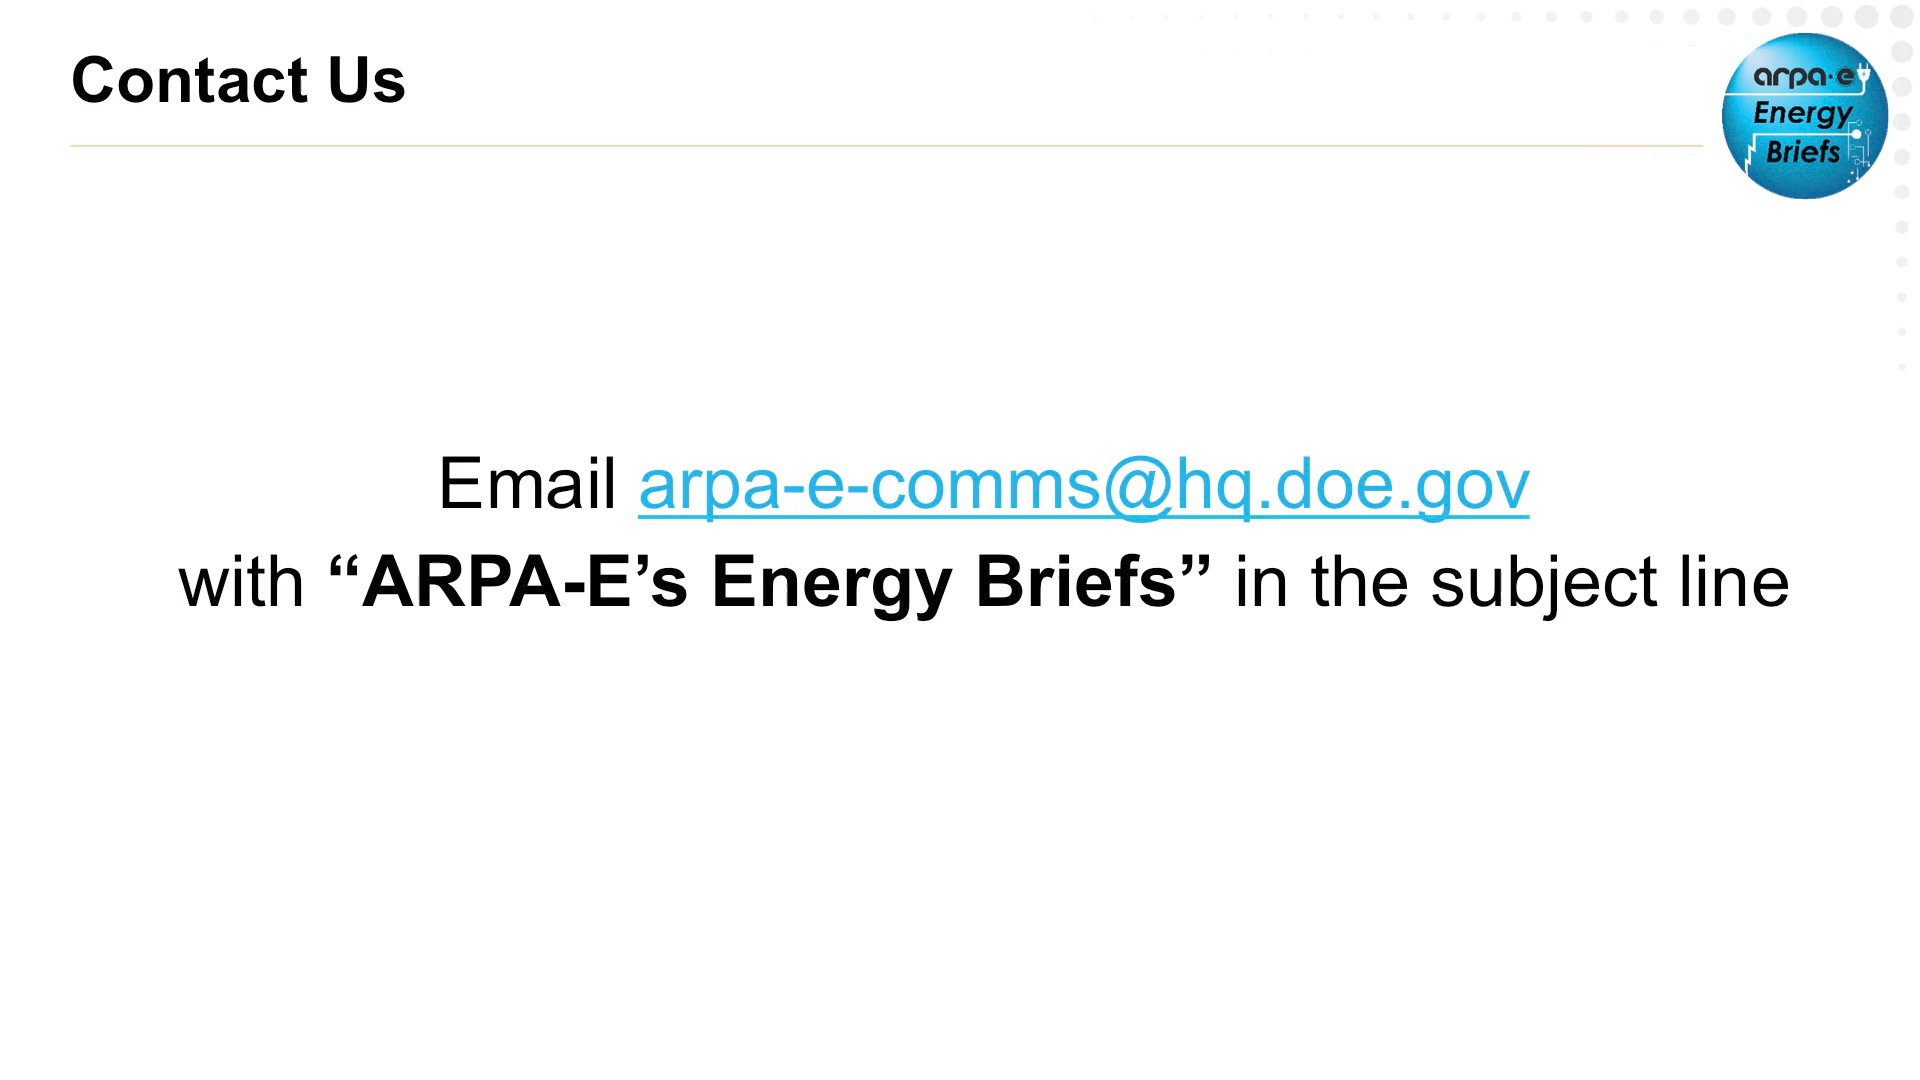 Contact Us
arpa·e
Energy
Briefs
Email arpa-e-comms@hq.doe.gov
with “ARPA-E’s Energy Briefs” in the subject line